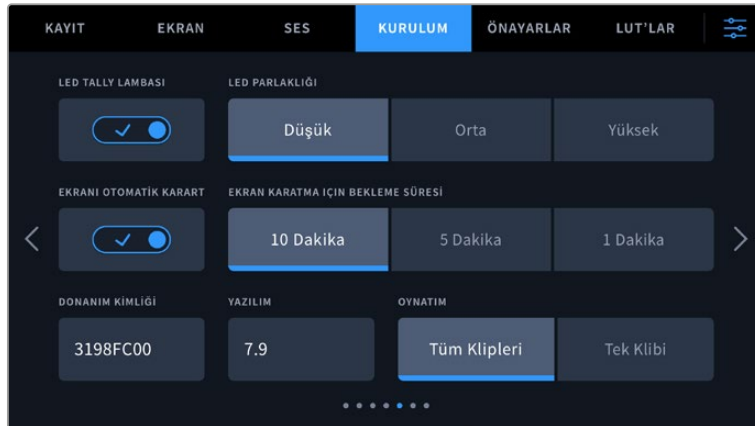 KAYIT EKRAN SES KURULUM ÖNAYARLAR LUT'LAR
LED TALLY LAMBASI LED PARLAKLIĞI
Düşük Orta Yüksek
EKRANI OTOMATİK KARART EKRAN KARATMA IÇIN BEKLEME SÜRESİ
10 Dakika 5 Dakika 1 Dakika
DONANIM KİMLİĞİ YAZILIM OYNATIM
3198FC00 7.9 Tüm Klipleri Tek Klibi